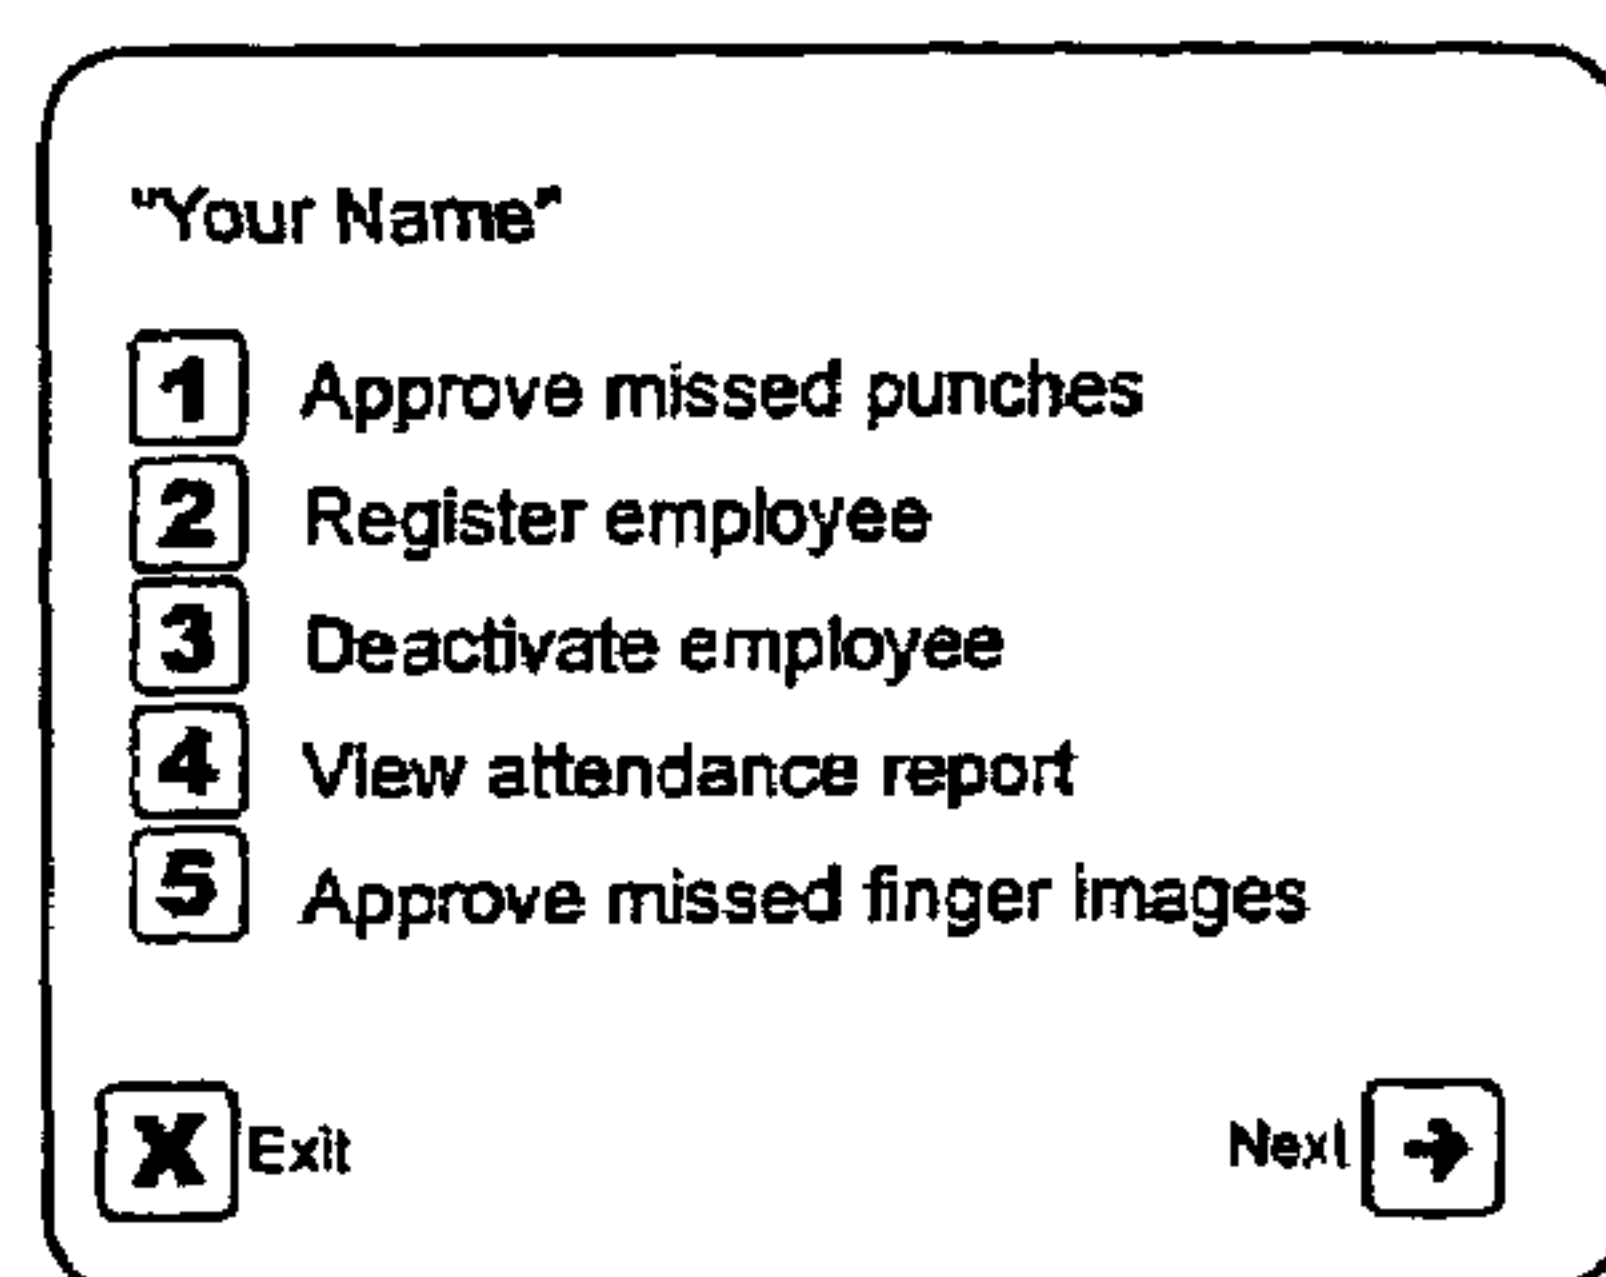 "Your Name"
1 Approve missed punches
2 Register employee
3 Deactivate employee
4 View attendance report
5 Approve missed finger images
X Exit Next →